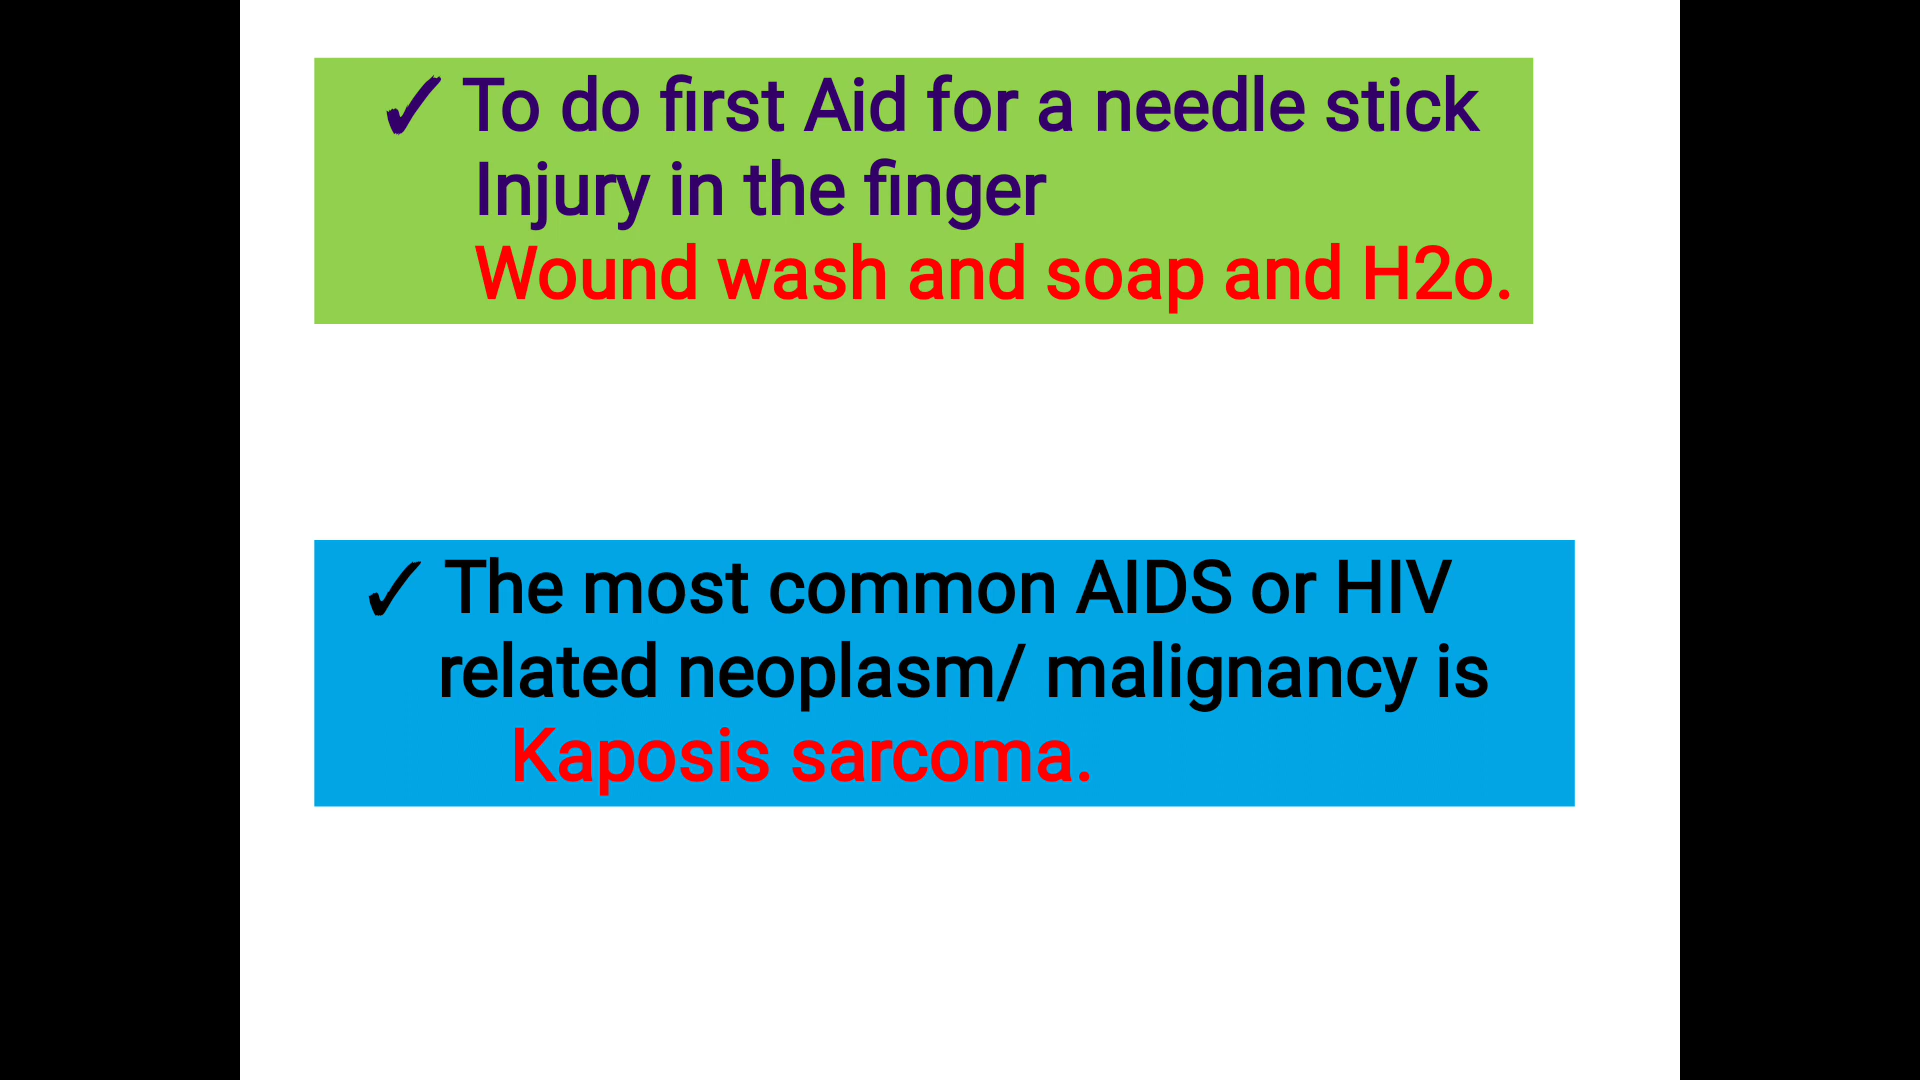 ✓ To do first Aid for a needle stick
Injury in the finger
Wound wash and soap and H2o.
✓ The most common AIDS or HIV
related neoplasm/ malignancy is
Kaposis sarcoma.